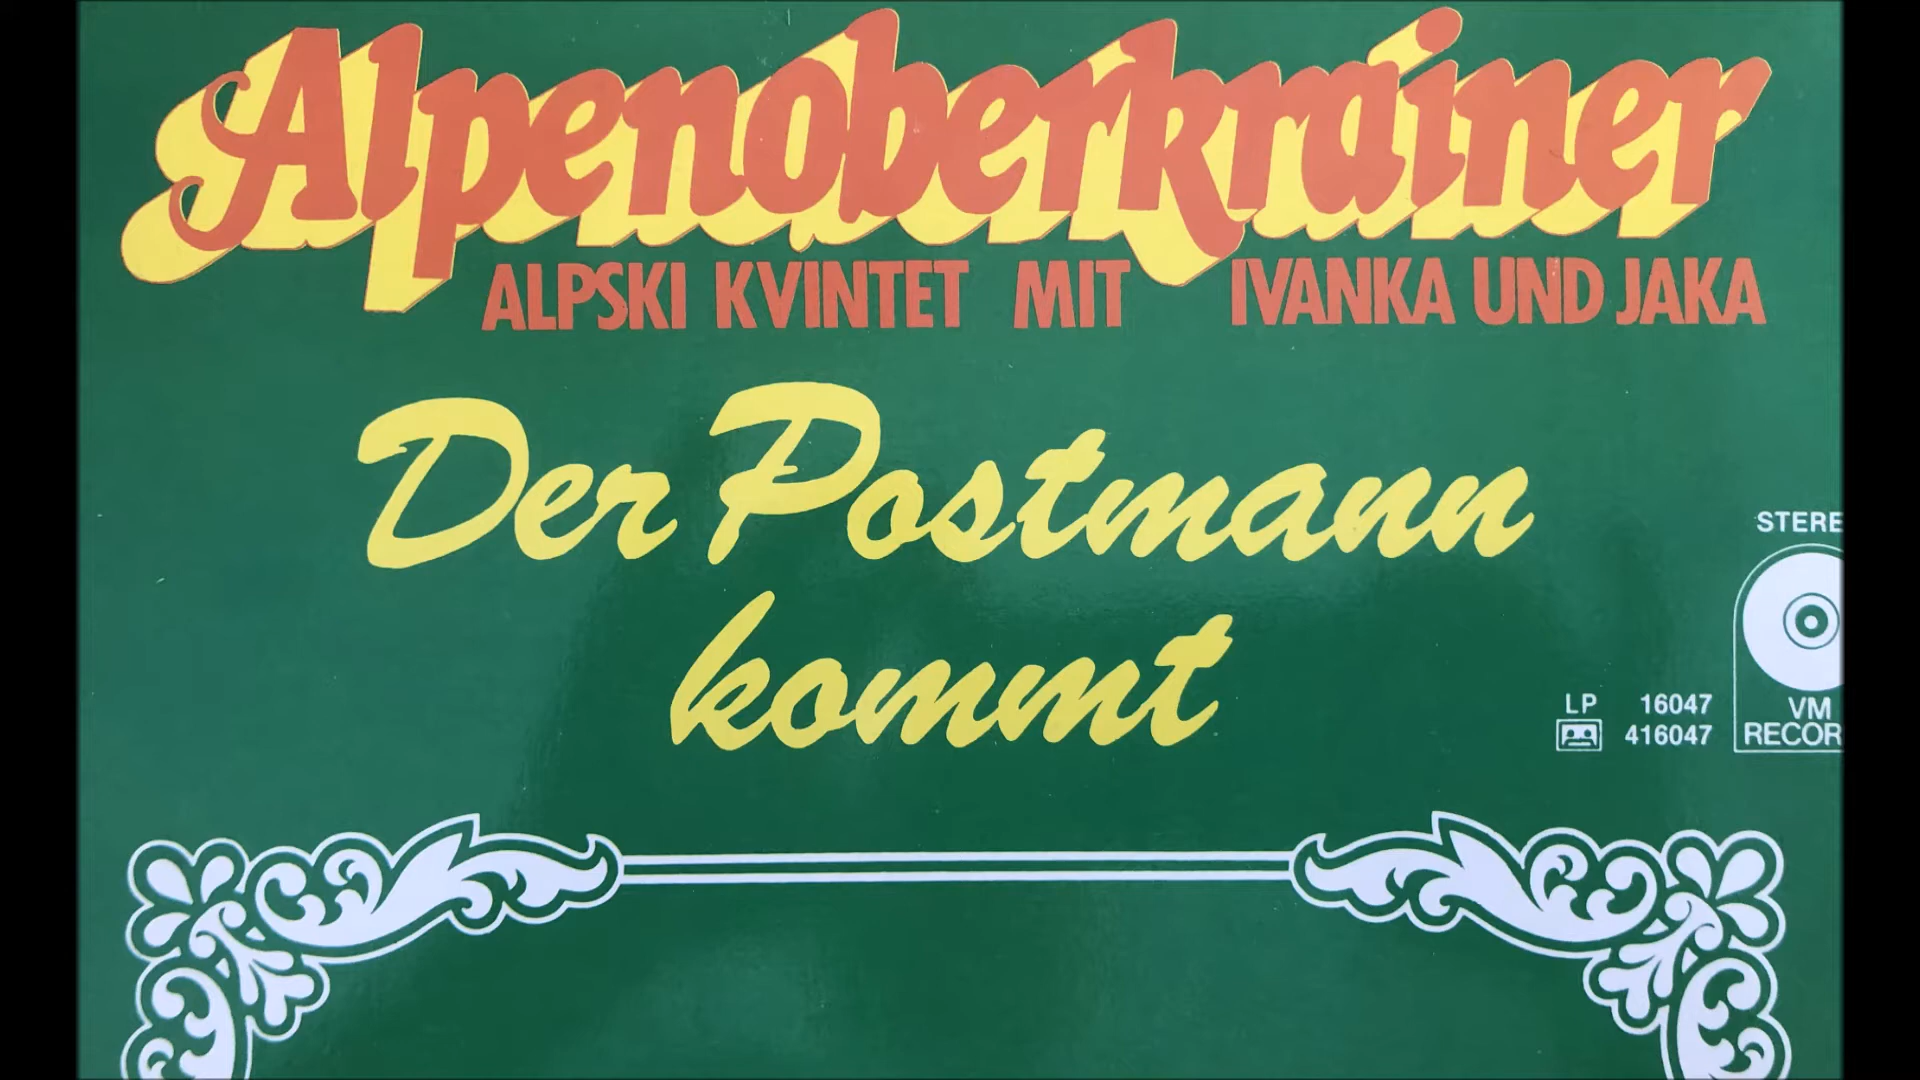 Alpenoberkrainer
ALPSKI KVINTET MIT IVANKA UND JAKA
Der Postmann
kommt
STERE
LP 16047
416047
VM
RECOR